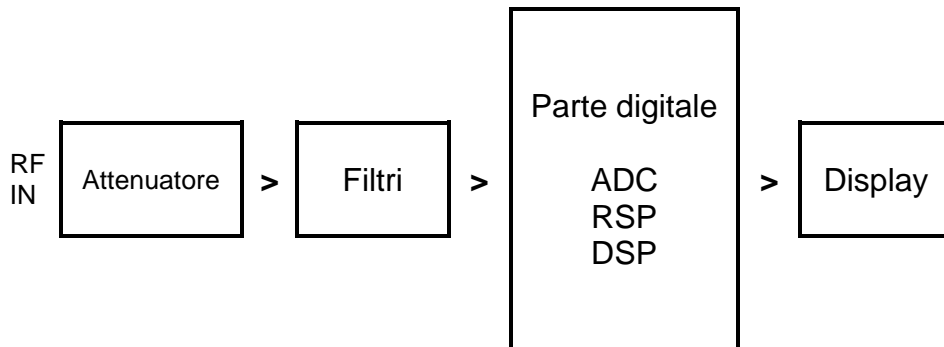 RF
IN
Attenuatore
>
Filtri
>
Parte digitale
ADC
RSP
DSP
>
Display